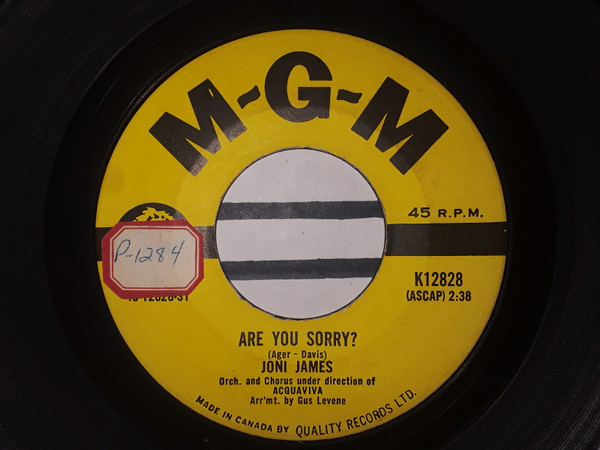 M-G-M
45 R.P.M.
P-1284
K12828
(ASCAP) 2:38
ARE YOU SORRY?
(Ager - Davis)
JONI JAMES
Orch. and Chorus under direction of
ACQUAVIVA
Arr'mt. by Gus Levene
MADE IN CANADA BY QUALITY RECORDS LTD.